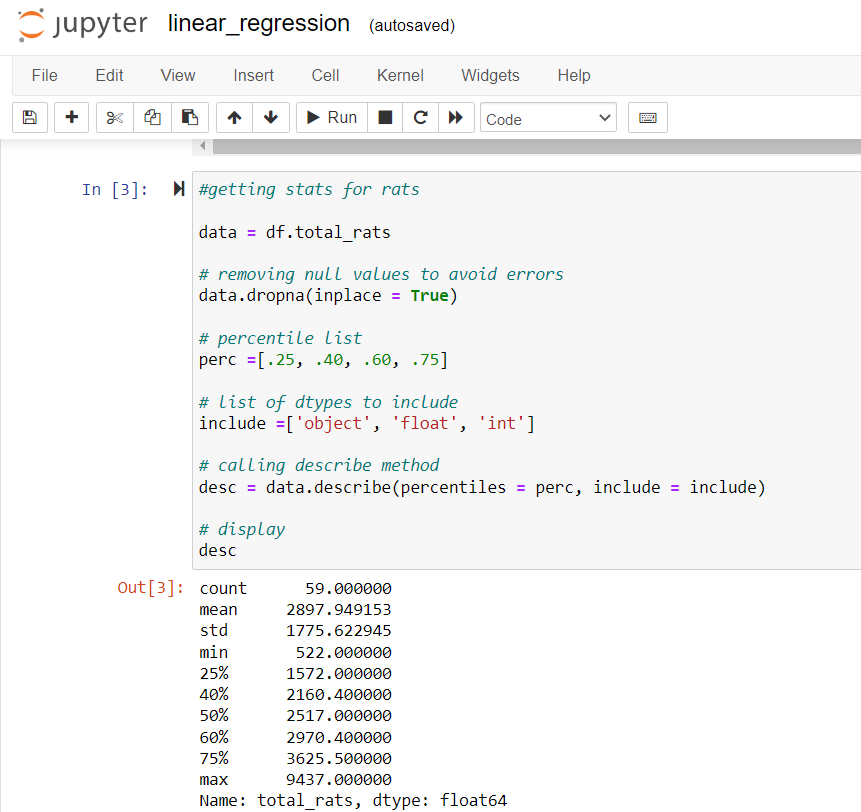 jupyter linear_regression (autosaved)
File Edit View Insert Cell Kernel Widgets Help
Run Code
In [3]: #getting stats for rats
data = df.total_rats
# removing null values to avoid errors
data.dropna(inplace = True)
# percentile list
perc =[.25, .40, .60, .75]
# list of dtypes to include
include =['object', 'float', 'int']
# calling describe method
desc = data.describe(percentiles = perc, include = include)
# display
desc
Out[3]: count 59.000000
mean 2897.949153
std 1775.622945
min 522.000000
25% 1572.000000
40% 2160.400000
50% 2517.000000
60% 2970.400000
75% 3625.500000
max 9437.000000
Name: total_rats, dtype: float64